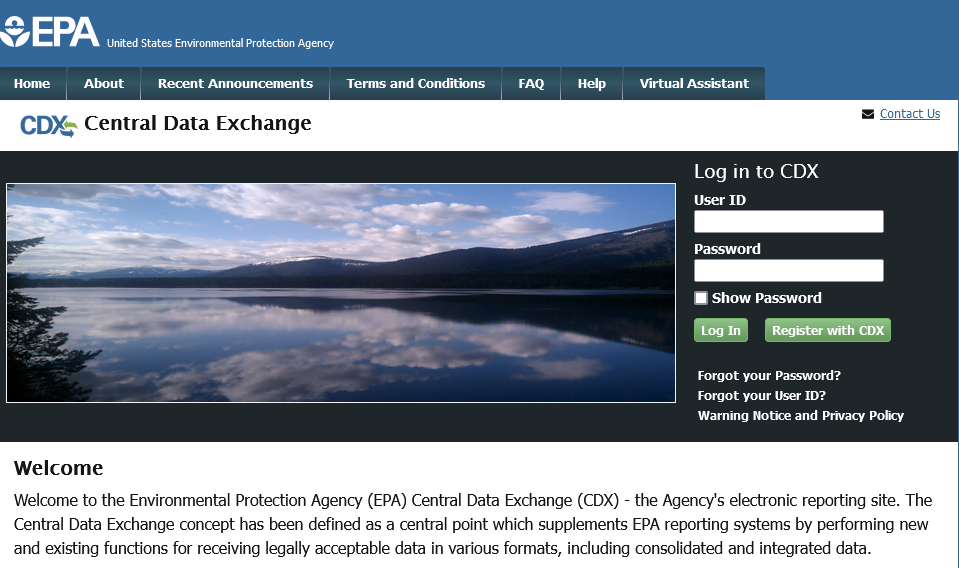 EPA United States Environmental Protection Agency
Home About Recent Announcements Terms and Conditions FAQ Help Virtual Assistant
Contact Us
CDX Central Data Exchange
Log in to CDX
User ID
Password
Show Password
Log In Register with CDX
Forgot your Password?
Forgot your User ID?
Warning Notice and Privacy Policy
Welcome
Welcome to the Environmental Protection Agency (EPA) Central Data Exchange (CDX) - the Agency's electronic reporting site. The
Central Data Exchange concept has been defined as a central point which supplements EPA reporting systems by performing new
and existing functions for receiving legally acceptable data in various formats, including consolidated and integrated data.